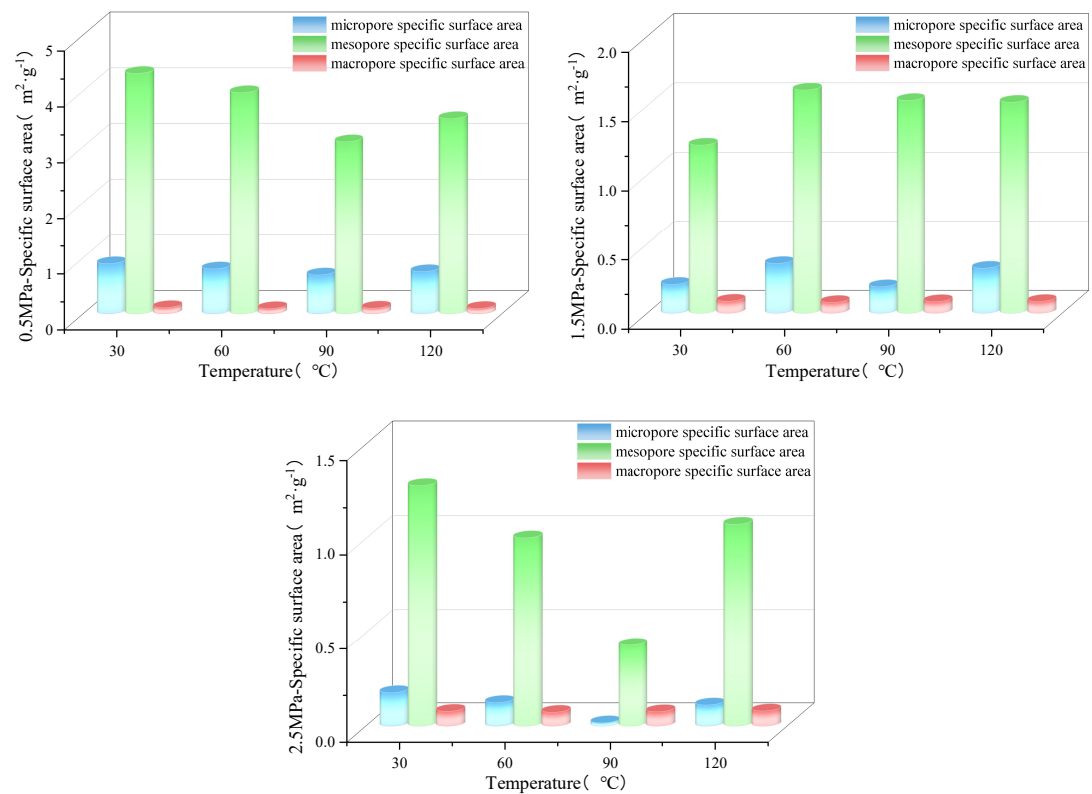 micropore specific surface area
mesopore specific surface area
macropore specific surface area
0.5MPa-Specific surface area( m²·g⁻¹)
5
4
3
2
1
0
30 60 90 120
Temperature( °C)
micropore specific surface area
mesopore specific surface area
macropore specific surface area
1.5MPa-Specific surface area( m²·g⁻¹)
2.0
1.5
1.0
0.5
0.0
30 60 90 120
Temperature( °C)
micropore specific surface area
mesopore specific surface area
macropore specific surface area
2.5MPa-Specific surface area( m²·g⁻¹)
1.5
1.0
0.5
0.0
30 60 90 120
Temperature( °C)